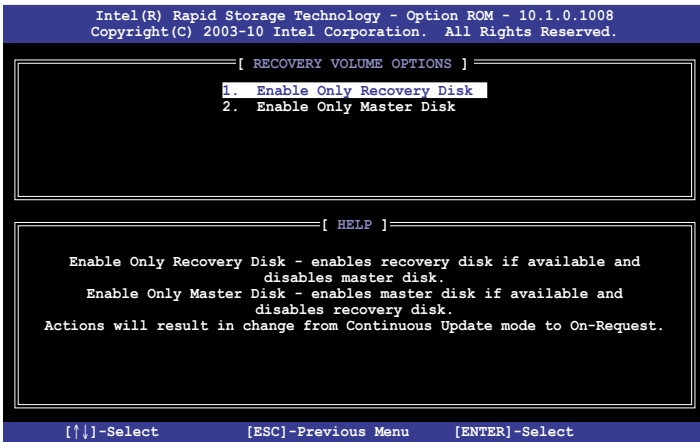 Intel(R) Rapid Storage Technology - Option ROM - 10.1.0.1008
Copyright(C) 2003-10 Intel Corporation.  All Rights Reserved.
[ RECOVERY VOLUME OPTIONS ]
1.  Enable Only Recovery Disk
2.  Enable Only Master Disk
[ HELP ]
Enable Only Recovery Disk - enables recovery disk if available and
disables master disk.
Enable Only Master Disk - enables master disk if available and
disables recovery disk.
Actions will result in change from Continuous Update mode to On-Request.
[↑↓]-Select [ESC]-Previous Menu [ENTER]-Select